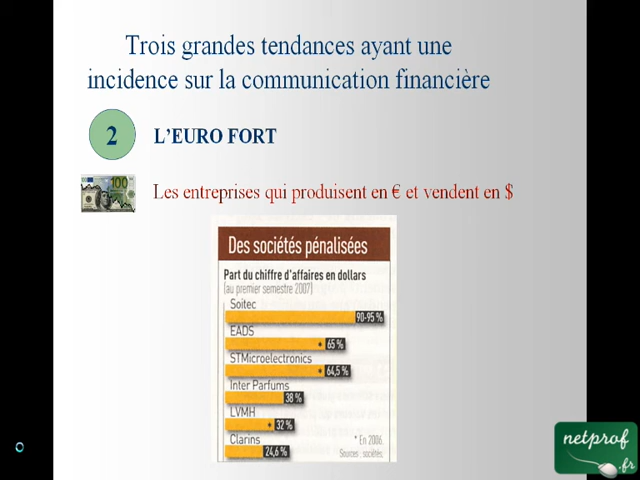 Trois grandes tendances ayant une
incidence sur la communication financière
2
L'EURO FORT
100
Les entreprises qui produisent en € et vendent en $
Des sociétés pénalisées
Part du chiffre d'affaires en dollars
(au premier semestre 2007)
Soitec
90-95 %
EADS
* 65 %
STMicroelectronics
* 64,5 %
Inter Parfums
38 %
LVMH
* 32 %
Clarins
24,6 %
* En 2006.
Sources : sociétés.
netprof
.fr